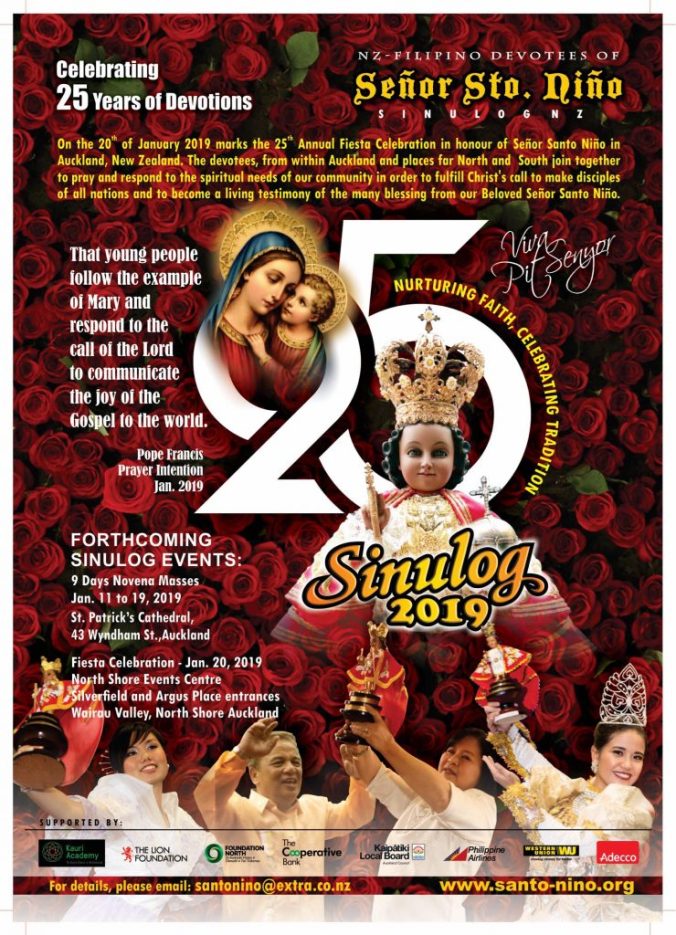 Celebrating
25 Years of Devotions
NZ-FILIPINO DEVOTEES OF
Señor Sto. Niño
SINULOGNZ
On the 20th of January 2019 marks the 25th Annual Fiesta Celebration in honour of Señor Santo Niño in
Auckland, New Zealand. The devotees, from within Auckland and places far North and South join together
to pray and respond to the spiritual needs of our community in order to fulfill Christ's call to make disciples
of all nations and to become a living testimony of the many blessing from our Beloved Señor Santo Niño.
That young people
follow the example
of Mary and
respond to the
call of the Lord
to communicate
the joy of the
Gospel to the world.
Pope Francis
Prayer Intention
Jan. 2019
25
Viva
Pit Senyor
NURTURING FAITH, CELEBRATING TRADITION
Sinulog
2019
FORTHCOMING
SINULOG EVENTS:
9 Days Novena Masses
Jan. 11 to 19, 2019
St. Patrick's Cathedral,
43 Wyndham St.,Auckland
Fiesta Celebration - Jan. 20, 2019
North Shore Events Centre
Silverfield and Argus Place entrances
Wairau Valley, North Shore Auckland
SUPPORTED BY:
Kauri
Academy
THE LION
FOUNDATION
FOUNDATION
NORTH
The
Cooperative
Bank
Kaipātiki
Local Board
Auckland Council
Philippine
Airlines
WESTERN
UNION
WU
Adecco
For details, please email: santonino@extra.co.nz
www.santo-nino.org